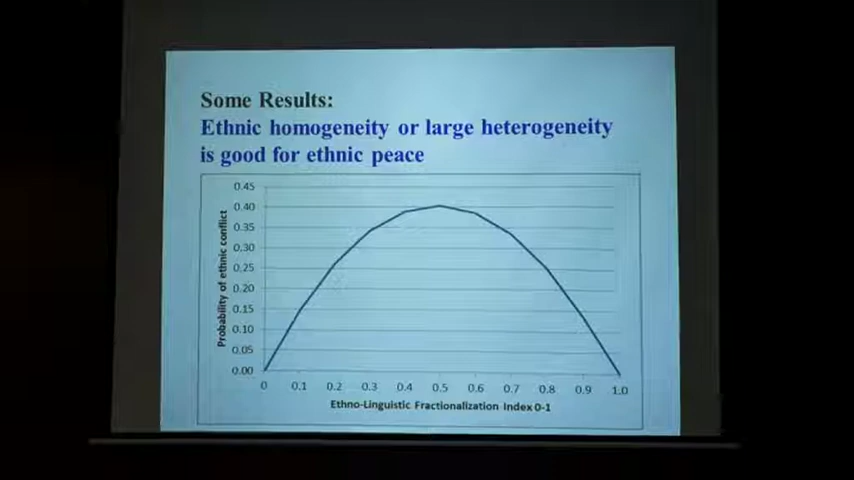 Some Results:
Ethnic homogeneity or large heterogeneity
is good for ethnic peace
Probability of ethnic conflict
0.45
0.40
0.35
0.30
0.25
0.20
0.15
0.10
0.05
0.00
0 0.1 0.2 0.3 0.4 0.5 0.6 0.7 0.8 0.9 1.0
Ethno-Linguistic Fractionalization Index 0-1